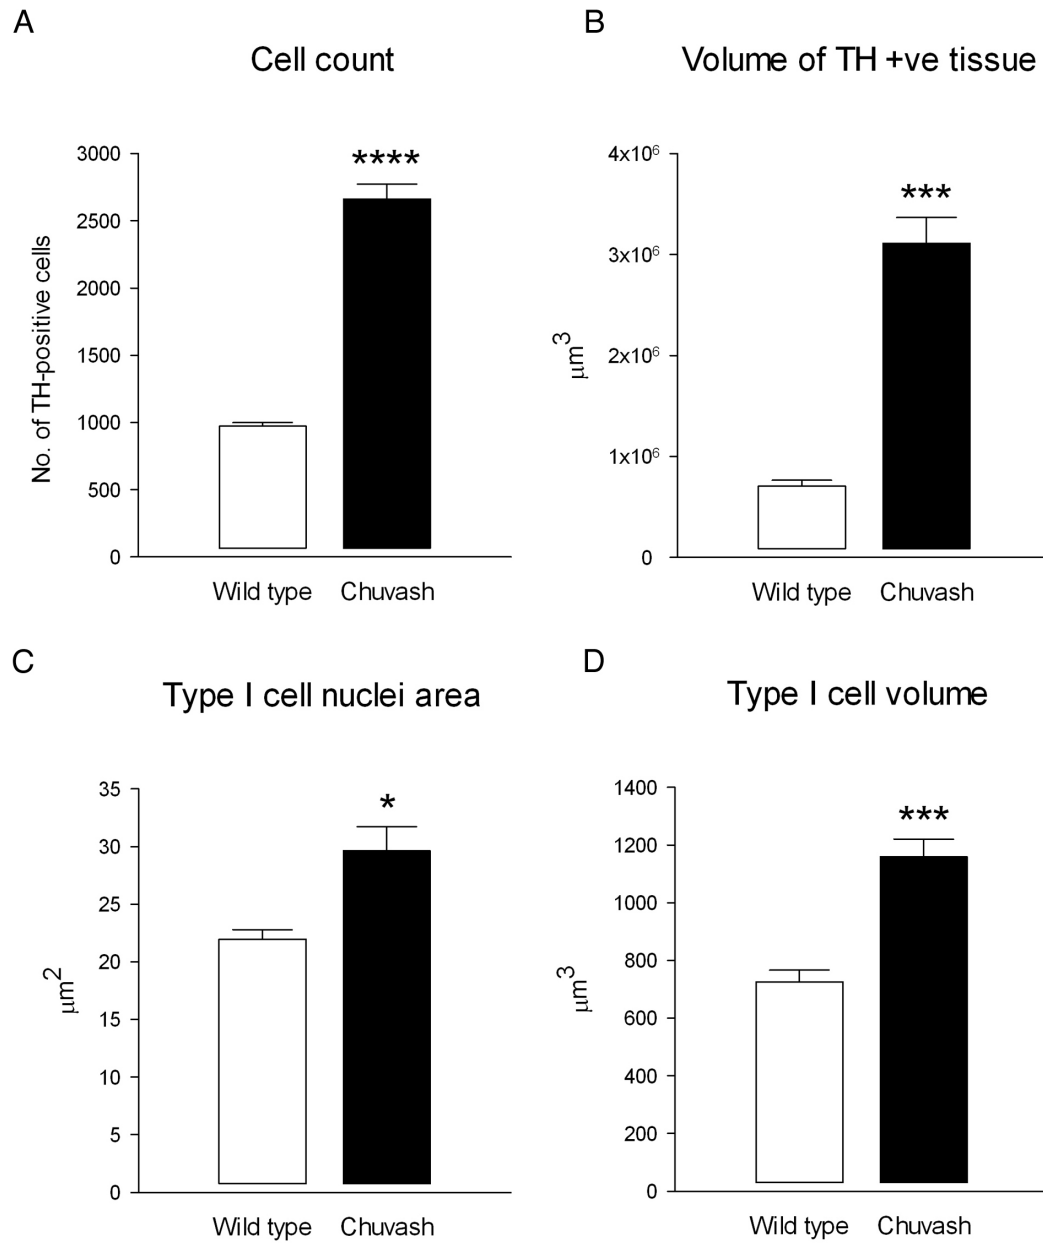 A
Cell count
No. of TH-positive cells
3000
2500
2000
1500
1000
500
0
****
Wild type
Chuvash
B
Volume of TH +ve tissue
μm³
4x10⁶
3x10⁶
2x10⁶
1x10⁶
0
***
Wild type
Chuvash
C
Type I cell nuclei area
μm²
35
30
25
20
15
10
5
0
*
Wild type
Chuvash
D
Type I cell volume
μm³
1400
1200
1000
800
600
400
200
0
***
Wild type
Chuvash